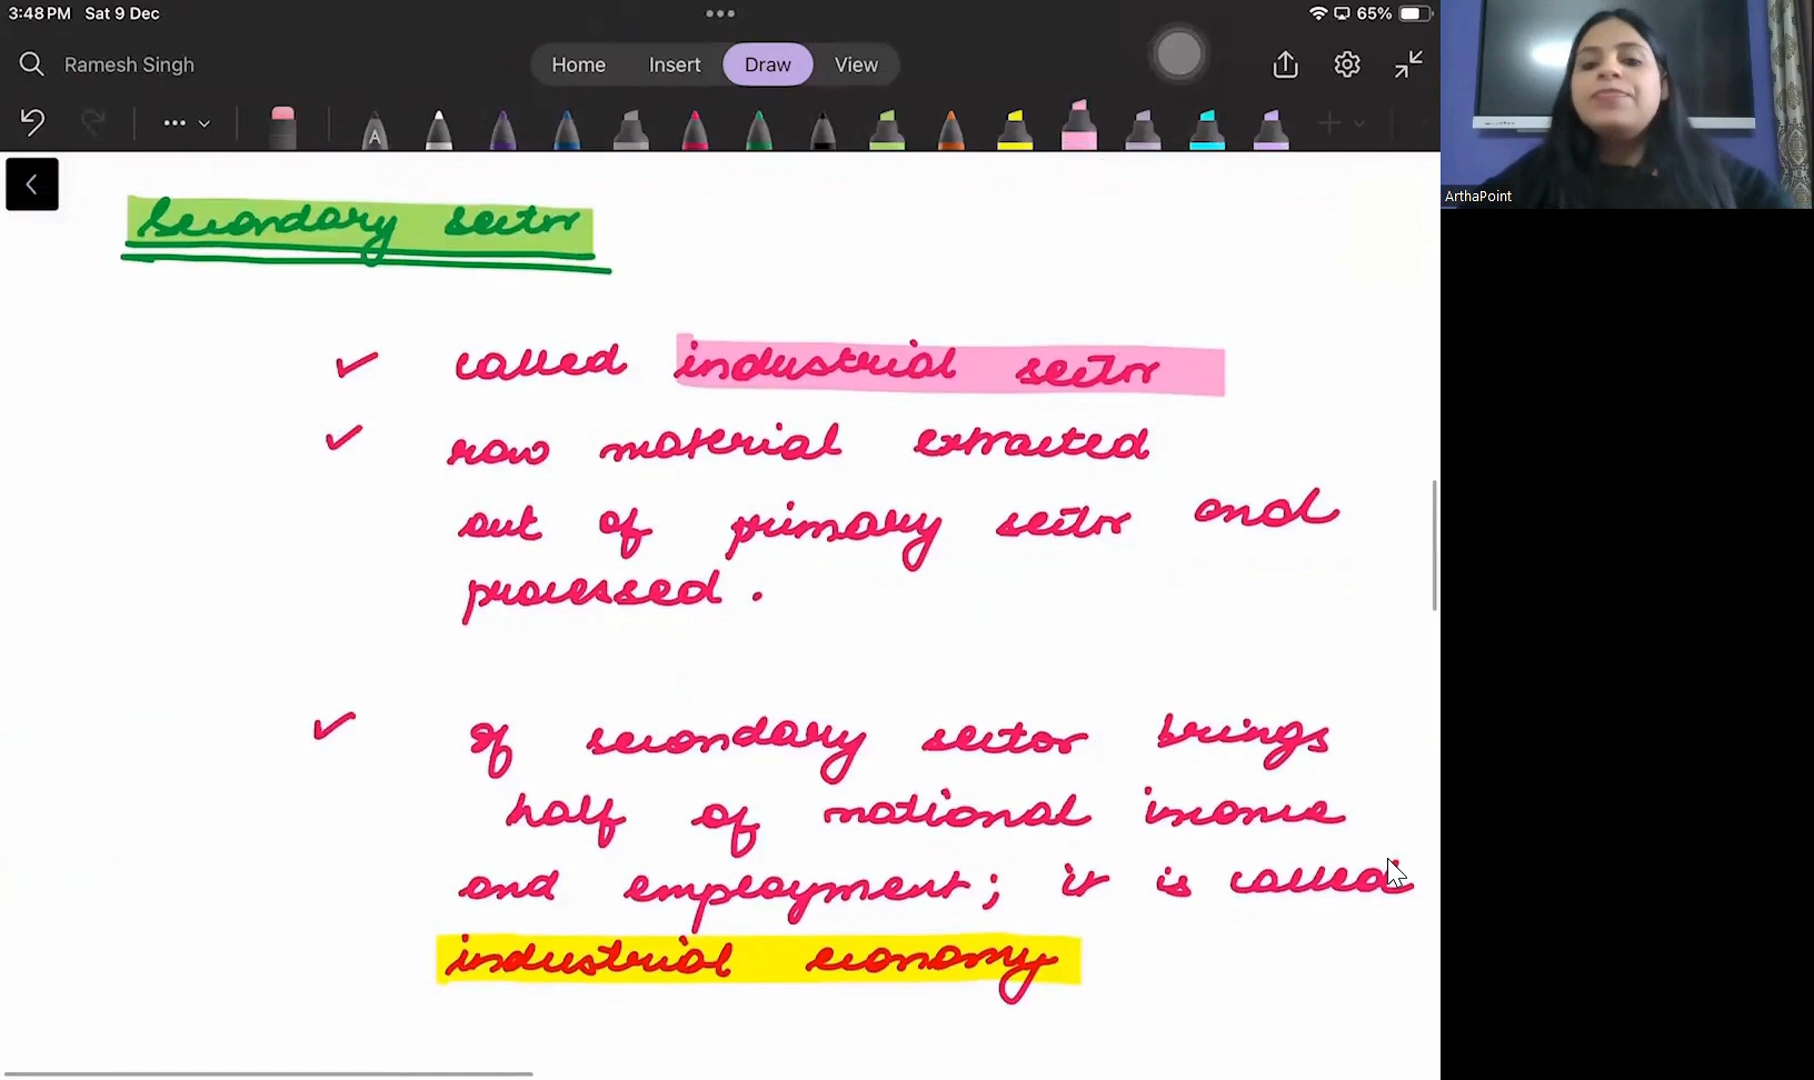 3:48 PM Sat 9 Dec
65%
Ramesh Singh
Home Insert Draw View
A
ArthaPoint
Secondary sector
called industrial sector
raw material extracted
out of primary sector and
processed.
If secondary sector brings
half of national income
and employment; it is called
industrial economy